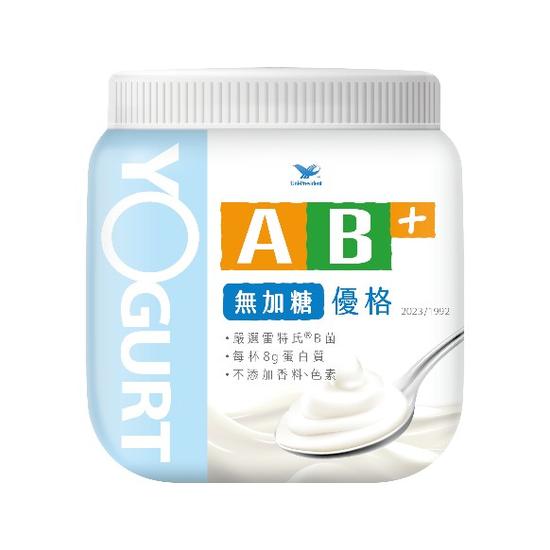 YOGURT
Uni-President
AB+
無加糖 優格 2023/1992
・嚴選雷特氏®B菌
・每杯8g蛋白質
・不添加香料、色素